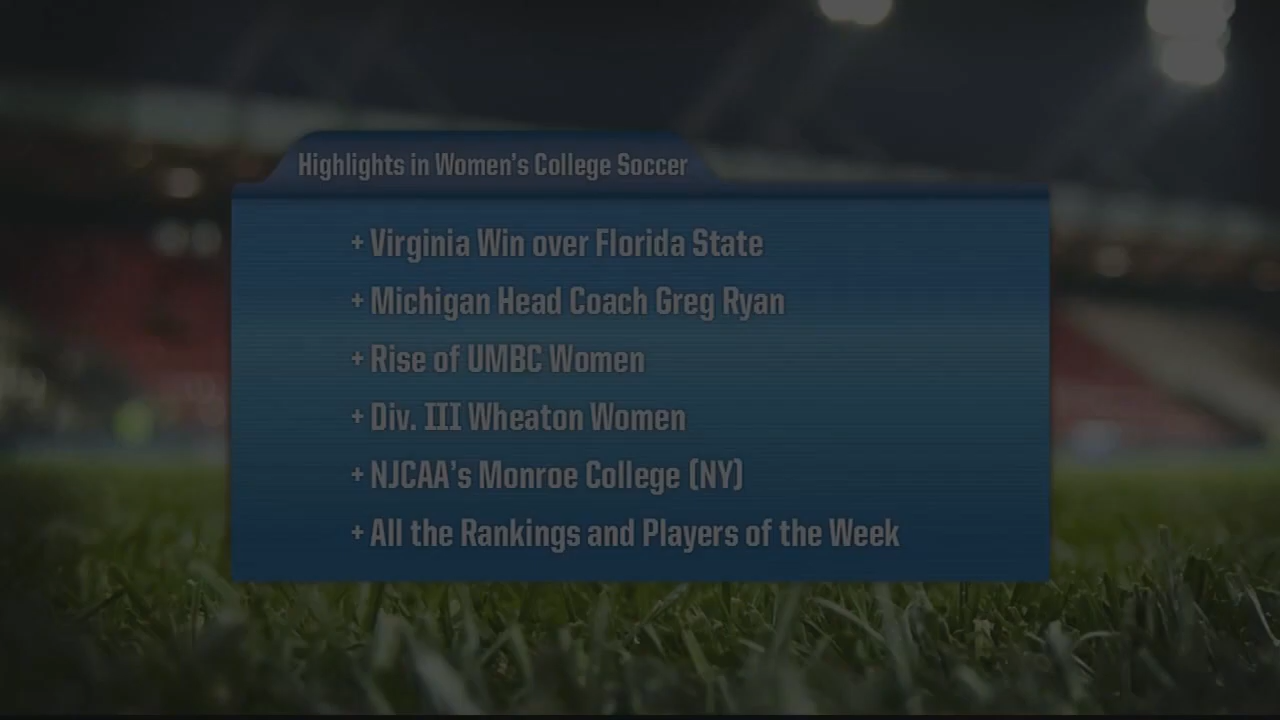 Highlights in Women's College Soccer
+ Virginia Win over Florida State
+ Michigan Head Coach Greg Ryan
+ Rise of UMBC Women
+ Div. III Wheaton Women
+ NJCAA's Monroe College (NY)
+ All the Rankings and Players of the Week